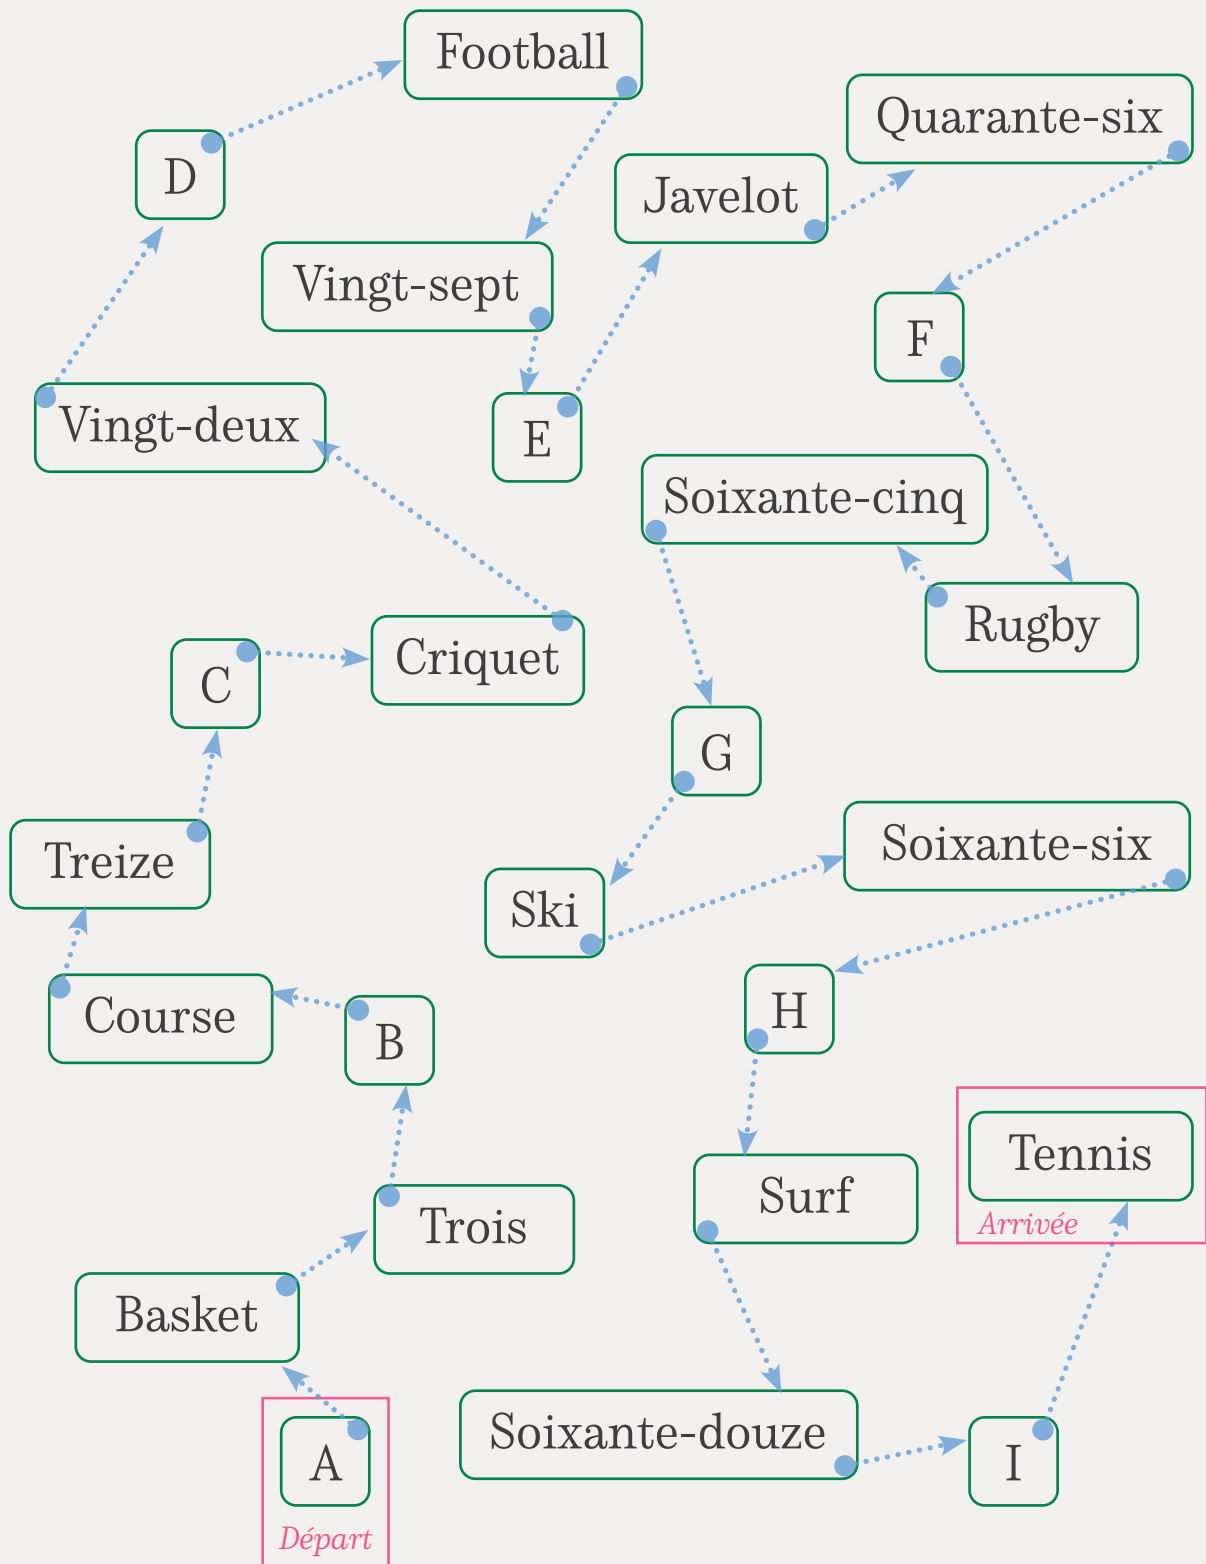 Football
Quarante-six
D
Javelot
Vingt-sept
F
Vingt-deux
E
Soixante-cinq
Rugby
Criquet
C
G
Soixante-six
Treize
Ski
H
Course
B
Tennis
Arrivée
Surf
Trois
Basket
Soixante-douze
A
I
Départ